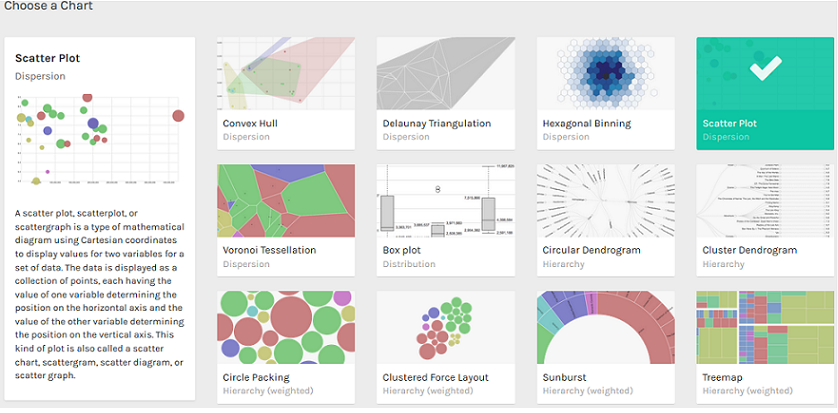 Choose a Chart
Scatter Plot
Dispersion
A scatter plot, scatterplot, or
scattergraph is a type of mathematical
diagram using Cartesian coordinates
to display values for two variables for a
set of data. The data is displayed as a
collection of points, each having the
value of one variable determining the
position on the horizontal axis and the
value of the other variable determining
the position on the vertical axis. This
kind of plot is also called a scatter
chart, scattergram, scatter diagram, or
scatter graph.
Convex Hull
Dispersion
Delaunay Triangulation
Dispersion
Hexagonal Binning
Dispersion
Scatter Plot
Dispersion
Voronoi Tessellation
Dispersion
Box plot
Distribution
Circular Dendrogram
Hierarchy
Cluster Dendrogram
Hierarchy
Circle Packing
Hierarchy (weighted)
Clustered Force Layout
Hierarchy (weighted)
Sunburst
Hierarchy (weighted)
Treemap
Hierarchy (weighted)